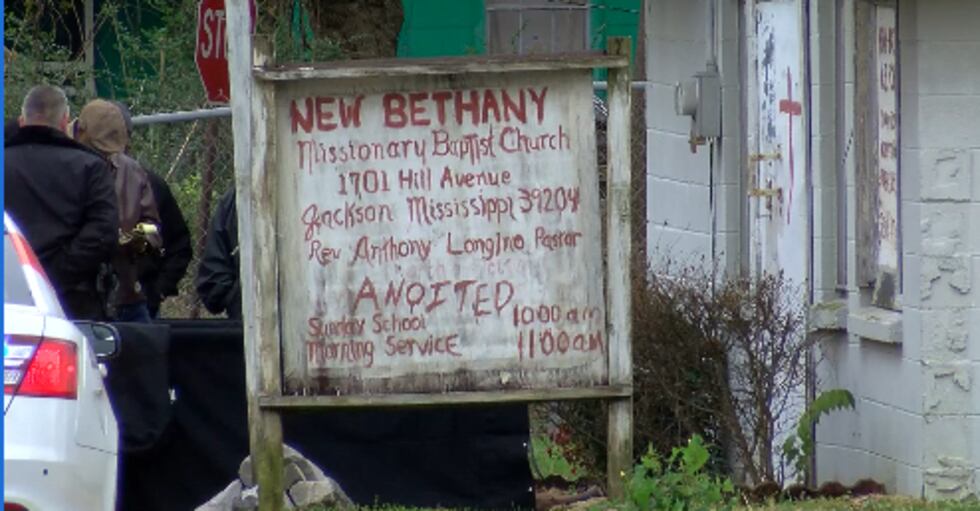 ST
NEW BETHANY
Missionary Baptist Church
1701 Hill Avenue
Jackson Mississippi 39204
Rev Anthony Longino Pastor
ANOITED
Sunday School 10:00 am
Morning Service 11:00 am